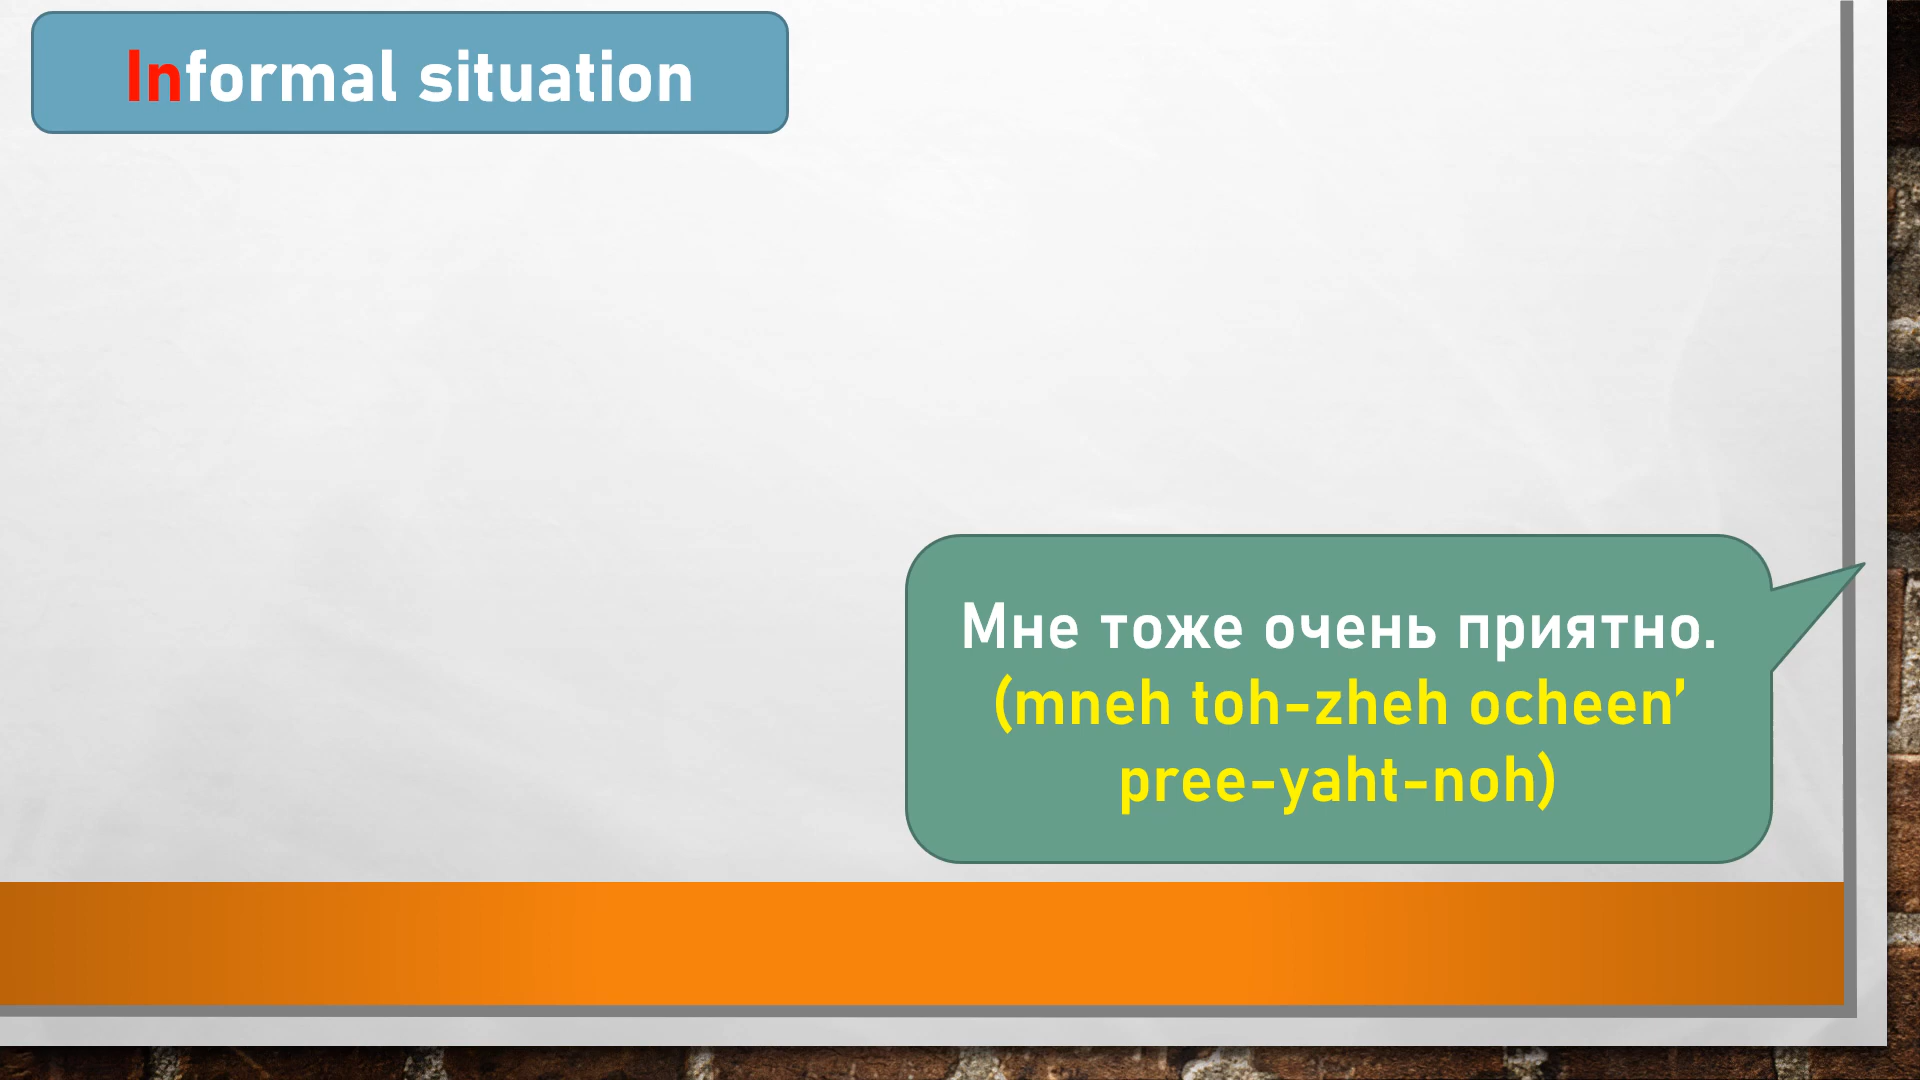 Informal situation
Мне тоже очень приятно.
(mneh toh-zheh ocheen’
pree-yaht-noh)